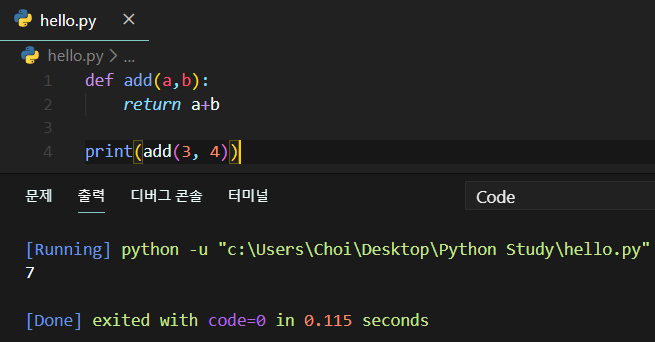 hello.py ×
hello.py > ...
1 def add(a,b):
2     return a+b
3
4 print(add(3, 4))
문제 출력 디버그 콘솔 터미널 Code
[Running] python -u "c:\Users\Choi\Desktop\Python Study\hello.py"
7
[Done] exited with code=0 in 0.115 seconds